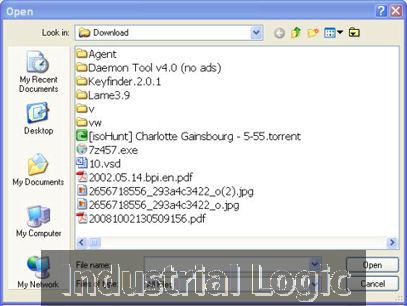 Open
Look in:
Download
My Recent Documents
Desktop
My Documents
My Computer
My Network
Agent
Daemon Tool v4.0 (no ads)
Keyfinder.2.0.1
Lame3.9
v
vw
[isoHunt] Charlotte Gainsbourg - 5-55.torrent
7z457.exe
10.vsd
2002.05.14.bpi.en.pdf
2656718556_293a4c3422_o(2).jpg
2656718556_293a4c3422_o.jpg
20081002130509156.pdf
File name:
Open
Files of type:
All Files
Cancel
Industrial Logic